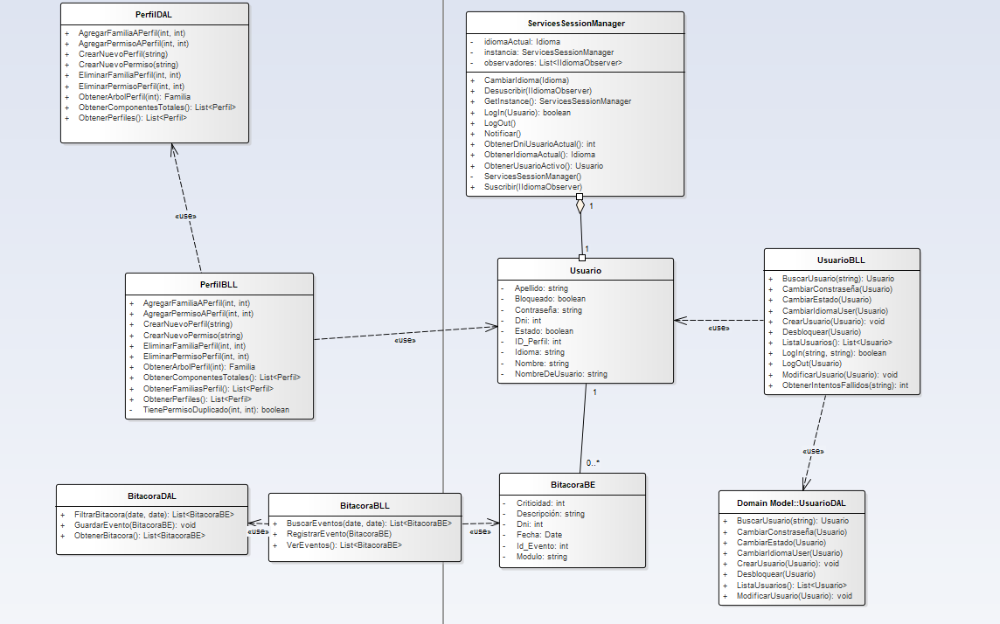 PerfilDAL
+ AgregarFamiliaAPerfil(int, int)
+ AgregarPermisoAPerfil(int, int)
+ CrearNuevoPerfil(string)
+ CrearNuevoPermiso(string)
+ EliminarFamiliaPerfil(int, int)
+ EliminarPermisoPerfil(int, int)
+ ObtenerArbolPerfil(int): Familia
+ ObtenerComponentesTotales(): List<Perfil>
+ ObtenerPerfiles(): List<Perfil>
ServicesSessionManager
- idiomaActual: Idioma
- instancia: ServicesSessionManager
- observadores: List<IIdiomaObserver>
+ CambiarIdioma(Idioma)
+ Desuscribir(IIdiomaObserver)
+ GetInstance(): ServicesSessionManager
+ LogIn(Usuario): boolean
+ LogOut()
+ Notificar()
+ ObtenerDniUsuarioActual(): int
+ ObtenerIdiomaActual(): Idioma
+ ObtenerUsuarioActivo(): Usuario
- ServicesSessionManager()
+ Suscribir(IIdiomaObserver)
1
«use»
1
PerfilBLL
+ AgregarFamiliaAPerfil(int, int)
+ AgregarPermisoAPerfil(int, int)
+ CrearNuevoPerfil(string)
+ CrearNuevoPermiso(string)
+ EliminarFamiliaPerfil(int, int)
+ EliminarPermisoPerfil(int, int)
+ ObtenerArbolPerfil(int): Familia
+ ObtenerComponentesTotales(): List<Perfil>
+ ObtenerFamiliasPerfil(): List<Perfil>
+ ObtenerPerfiles(): List<Perfil>
- TienePermisoDuplicado(int, int): boolean
«use»
Usuario
- Apellido: string
- Bloqueado: boolean
- Contraseña: string
- Dni: int
- Estado: boolean
- ID_Perfil: int
- Idioma: string
- Nombre: string
- NombreDeUsuario: string
«use»
UsuarioBLL
+ BuscarUsuario(string): Usuario
+ CambiarConstraseña(Usuario)
+ CambiarEstado(Usuario)
+ CambiarIdiomaUser(Usuario)
+ CrearUsuario(Usuario): void
+ Desbloquear(Usuario)
+ ListaUsuarios(): List<Usuario>
+ LogIn(string, string): boolean
+ LogOut(Usuario)
+ ModificarUsuario(Usuario): void
+ ObtenerIntentosFallidos(string): int
1
0..*
«use»
BitacoraDAL
+ FiltrarBitacora(date, date): List<BitacoraBE>
+ GuardarEvento(BitacoraBE): void
+ ObtenerBitacora(): List<BitacoraBE>
«use»
BitacoraBLL
+ BuscarEventos(date, date): List<BitacoraBE>
+ RegistrarEvento(BitacoraBE)
+ VerEventos(): List<BitacoraBE>
«use»
BitacoraBE
- Criticidad: int
- Descripción: string
- Dni: int
- Fecha: Date
- Id_Evento: int
- Modulo: string
Domain Model::UsuarioDAL
+ BuscarUsuario(string): Usuario
+ CambiarConstraseña(Usuario)
+ CambiarEstado(Usuario)
+ CambiarIdiomaUser(Usuario)
+ CrearUsuario(Usuario): void
+ Desbloquear(Usuario)
+ ListaUsuarios(): List<Usuario>
+ ModificarUsuario(Usuario): void